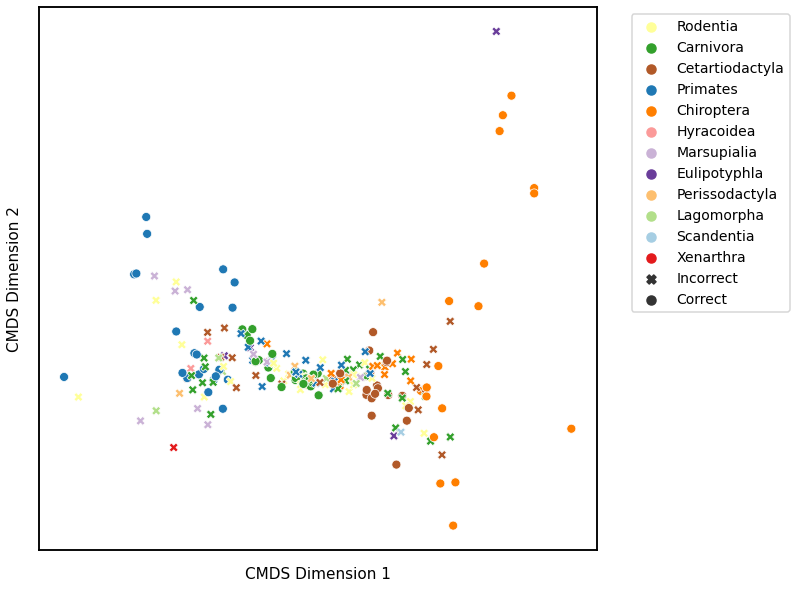 Rodentia
Carnivora
Cetartiodactyla
Primates
Chiroptera
Hyracoidea
Marsupialia
Eulipotyphla
Perissodactyla
Lagomorpha
Scandentia
Xenarthra
Incorrect
Correct
CMDS Dimension 2
CMDS Dimension 1